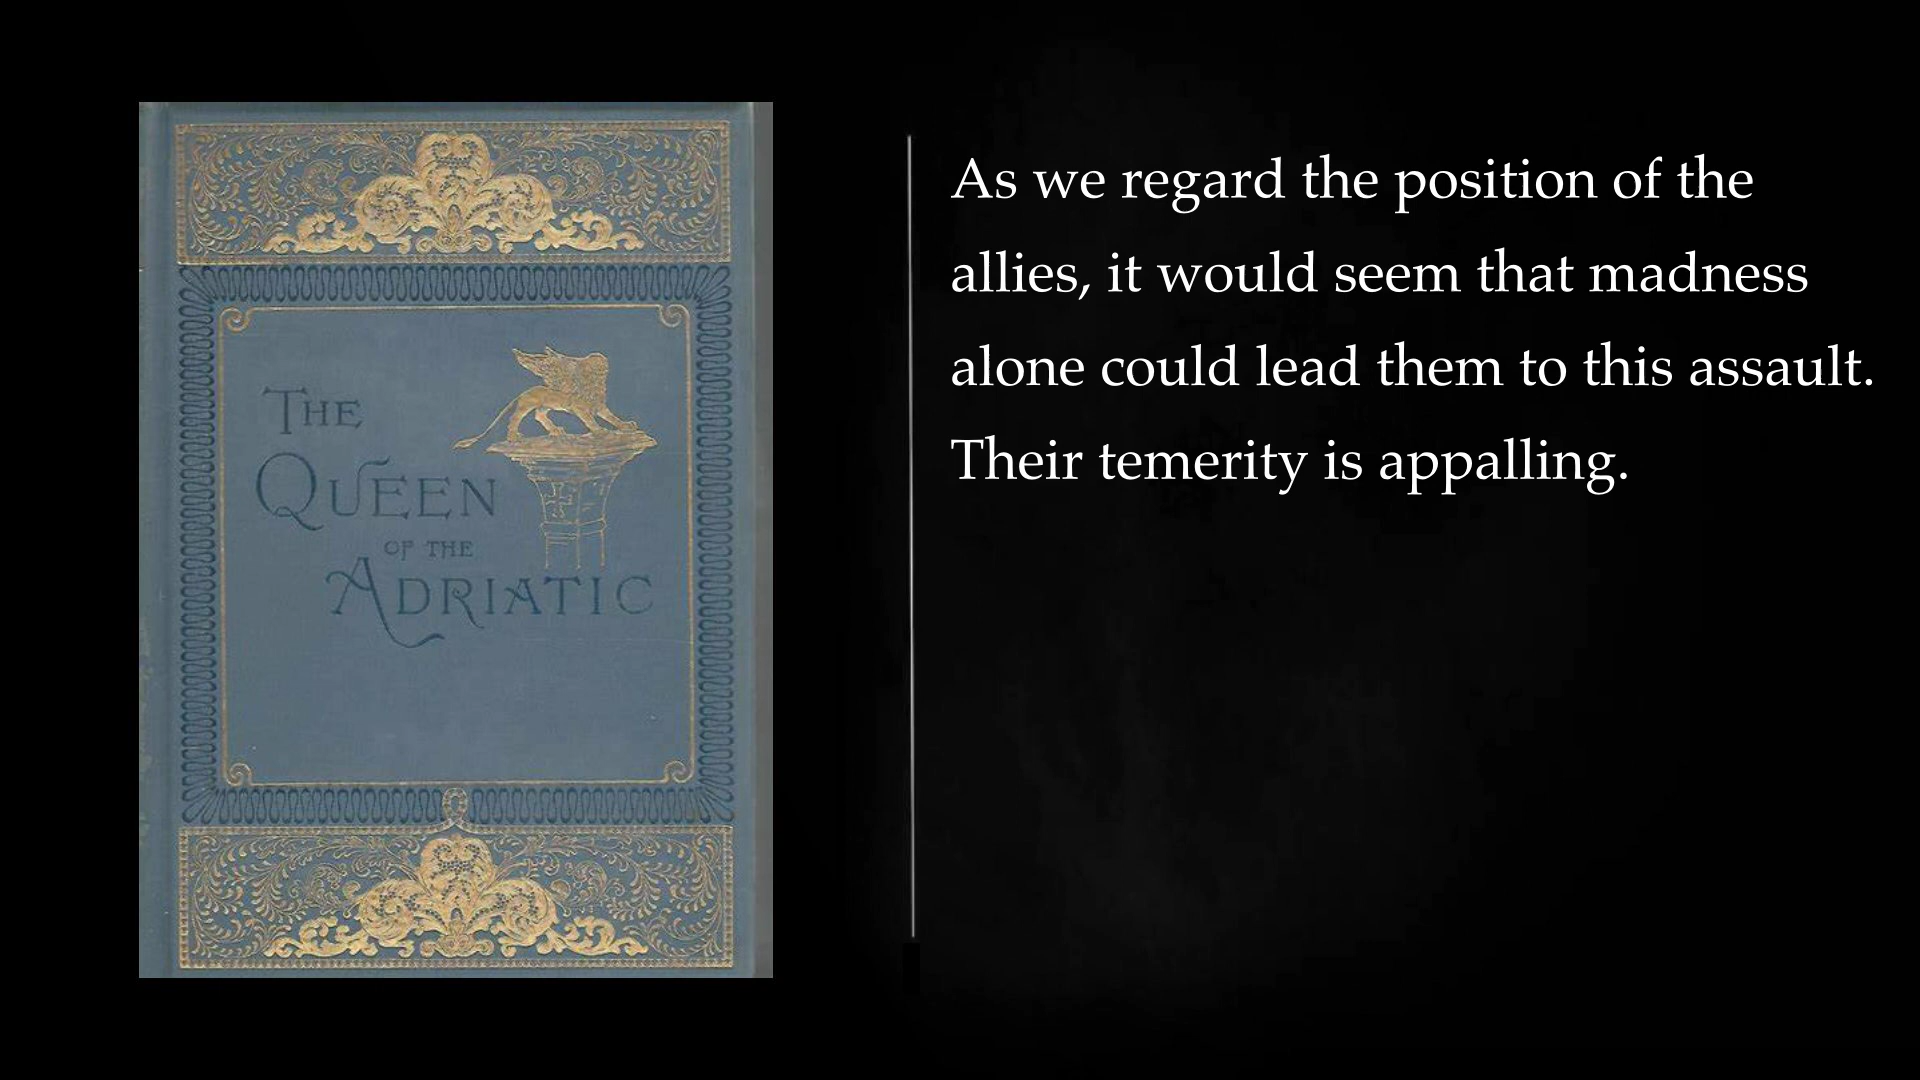 The
Queen
of the
Adriatic
As we regard the position of the
allies, it would seem that madness
alone could lead them to this assault.
Their temerity is appalling.